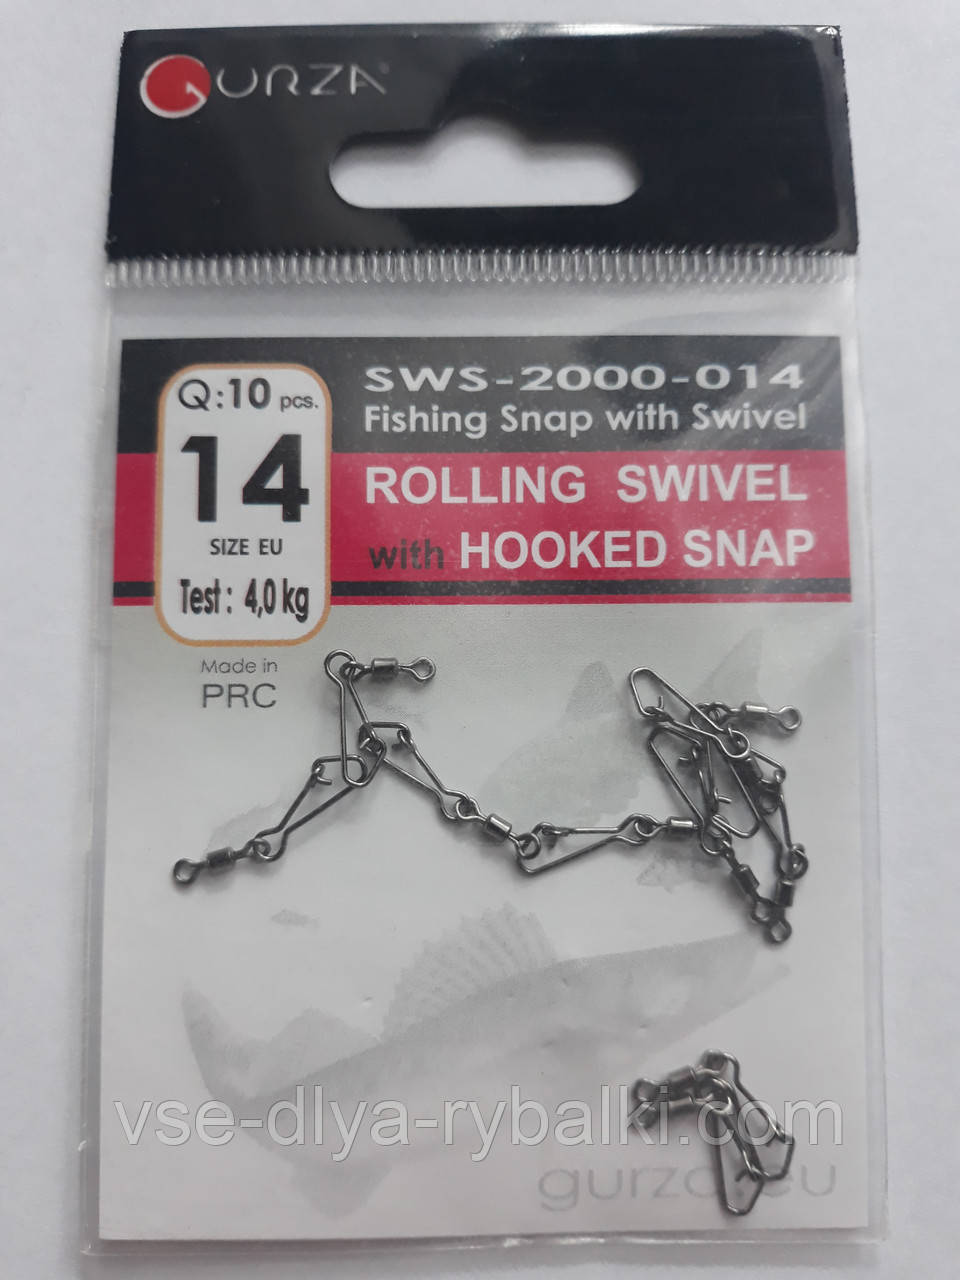 GURZA
Q:10 pcs.
14
SIZE EU
Test: 4,0 kg
SWS-2000-014
Fishing Snap with Swivel
ROLLING SWIVEL
with HOOKED SNAP
Made in
PRC
vse-dlya-rybalki.com
gurza.eu